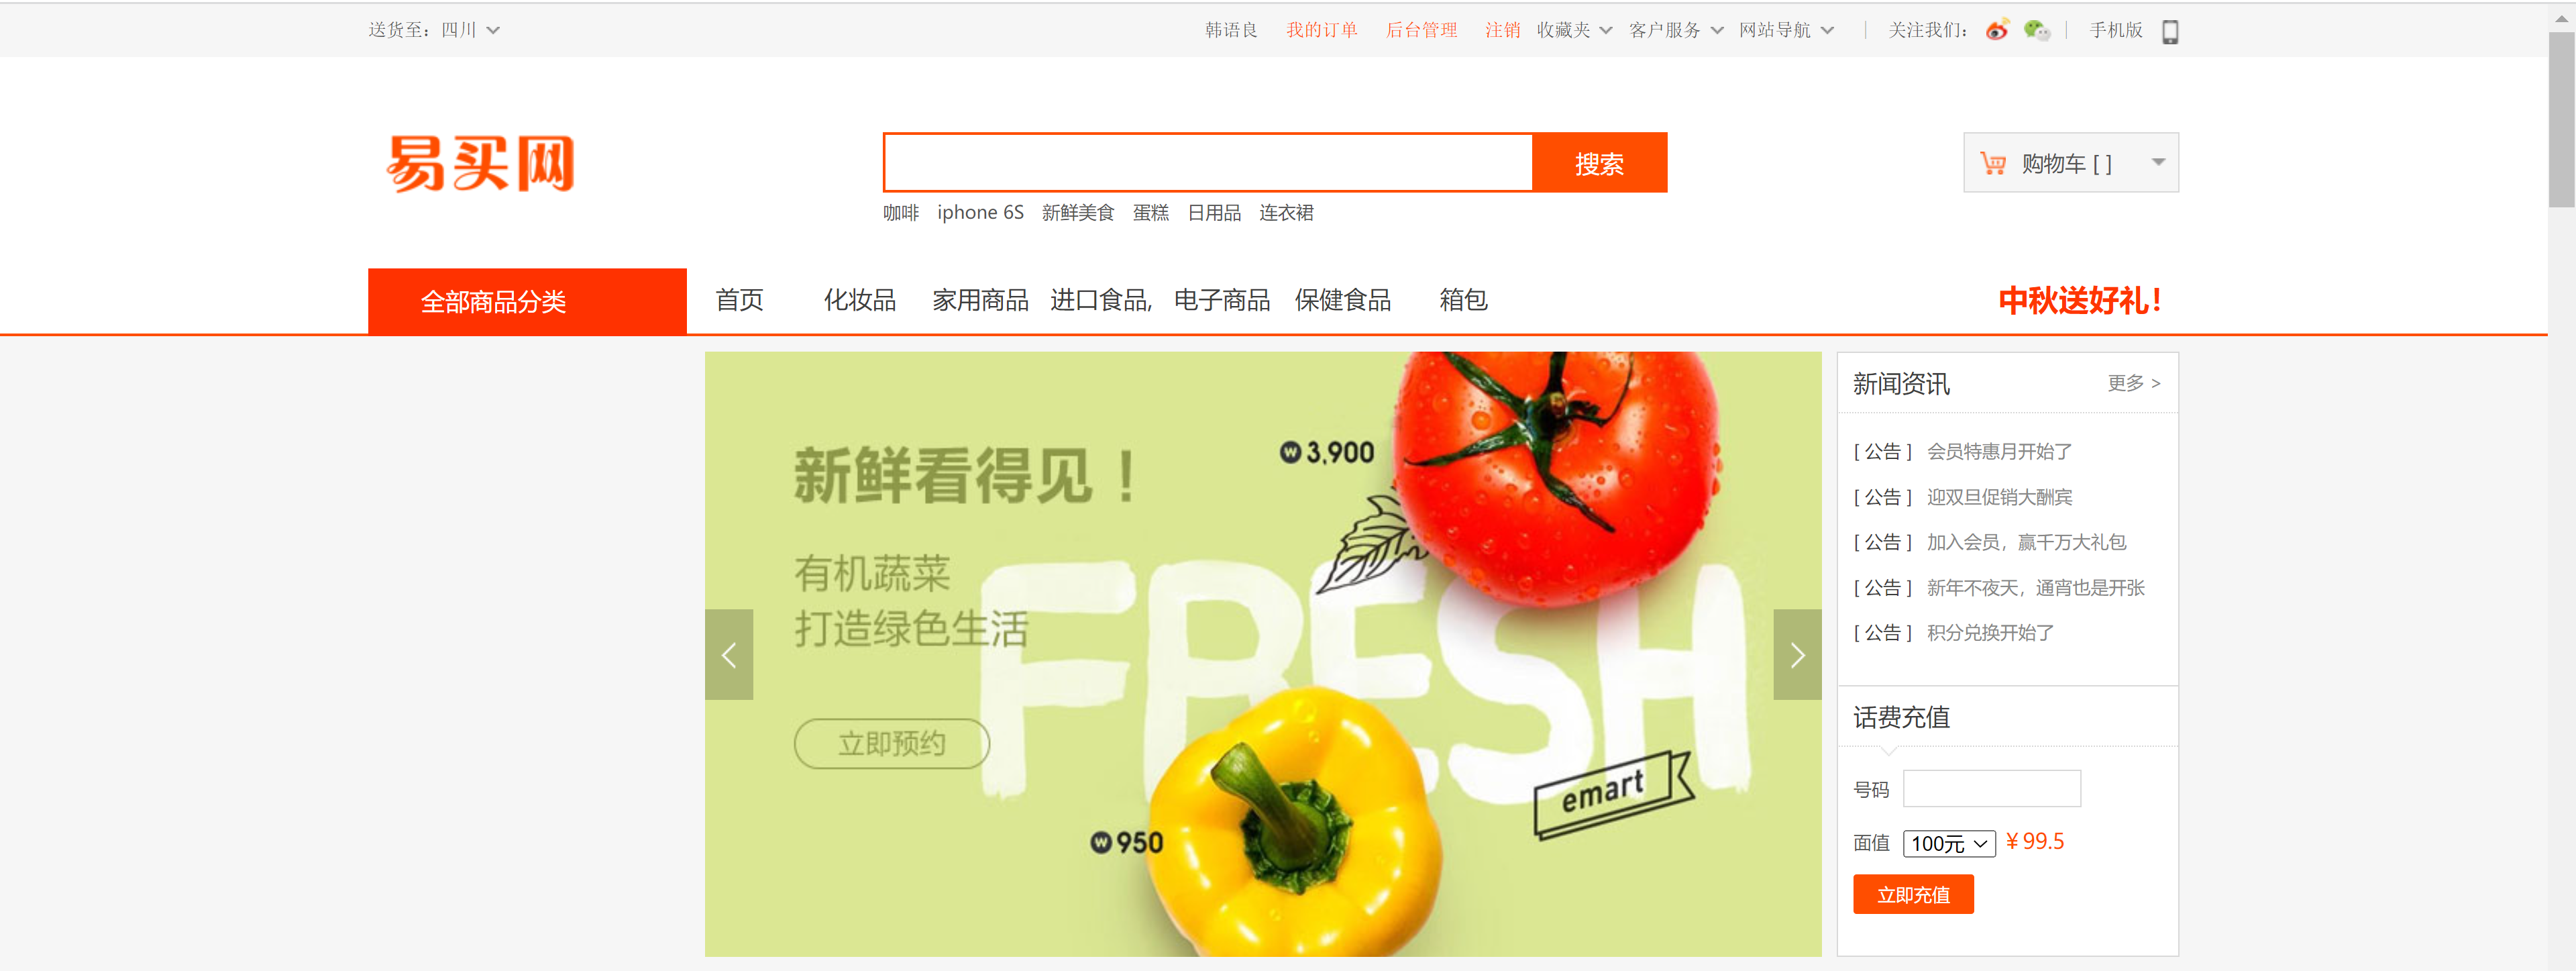 送货至：四川
韩语良 我的订单 后台管理 注销 收藏夹 客户服务 网站导航 关注我们： 手机版
易买网
搜索
购物车 [ ]
咖啡 iphone 6S 新鲜美食 蛋糕 日用品 连衣裙
全部商品分类 首页 化妆品 家用商品 进口食品, 电子商品 保健食品 箱包
中秋送好礼！
新鲜看得见！
有机蔬菜
打造绿色生活
立即预约
₩3,900
FRESH
emart
₩950
新闻资讯 更多 >
[ 公告 ] 会员特惠月开始了
[ 公告 ] 迎双旦促销大酬宾
[ 公告 ] 加入会员，赢千万大礼包
[ 公告 ] 新年不夜天，通宵也是开张
[ 公告 ] 积分兑换开始了
话费充值
号码
面值 100元 ￥99.5
立即充值